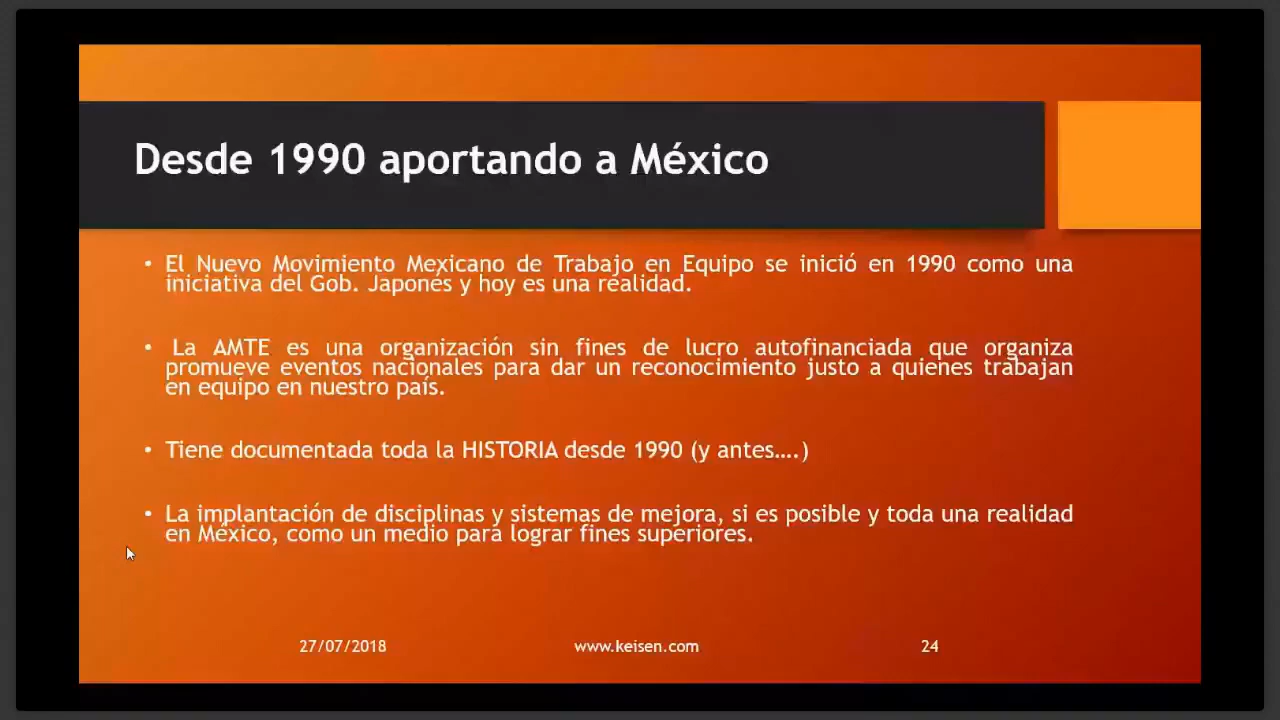 Desde 1990 aportando a México
• El Nuevo Movimiento Mexicano de Trabajo en Equipo se inició en 1990 como una
iniciativa del Gob. Japonés y hoy es una realidad.
• La AMTE es una organización sin fines de lucro autofinanciada que organiza
promueve eventos nacionales para dar un reconocimiento justo a quienes trabajan
en equipo en nuestro país.
• Tiene documentada toda la HISTORIA desde 1990 (y antes….)
• La implantación de disciplinas y sistemas de mejora, si es posible y toda una realidad
en México, como un medio para lograr fines superiores.
27/07/2018 www.keisen.com 24